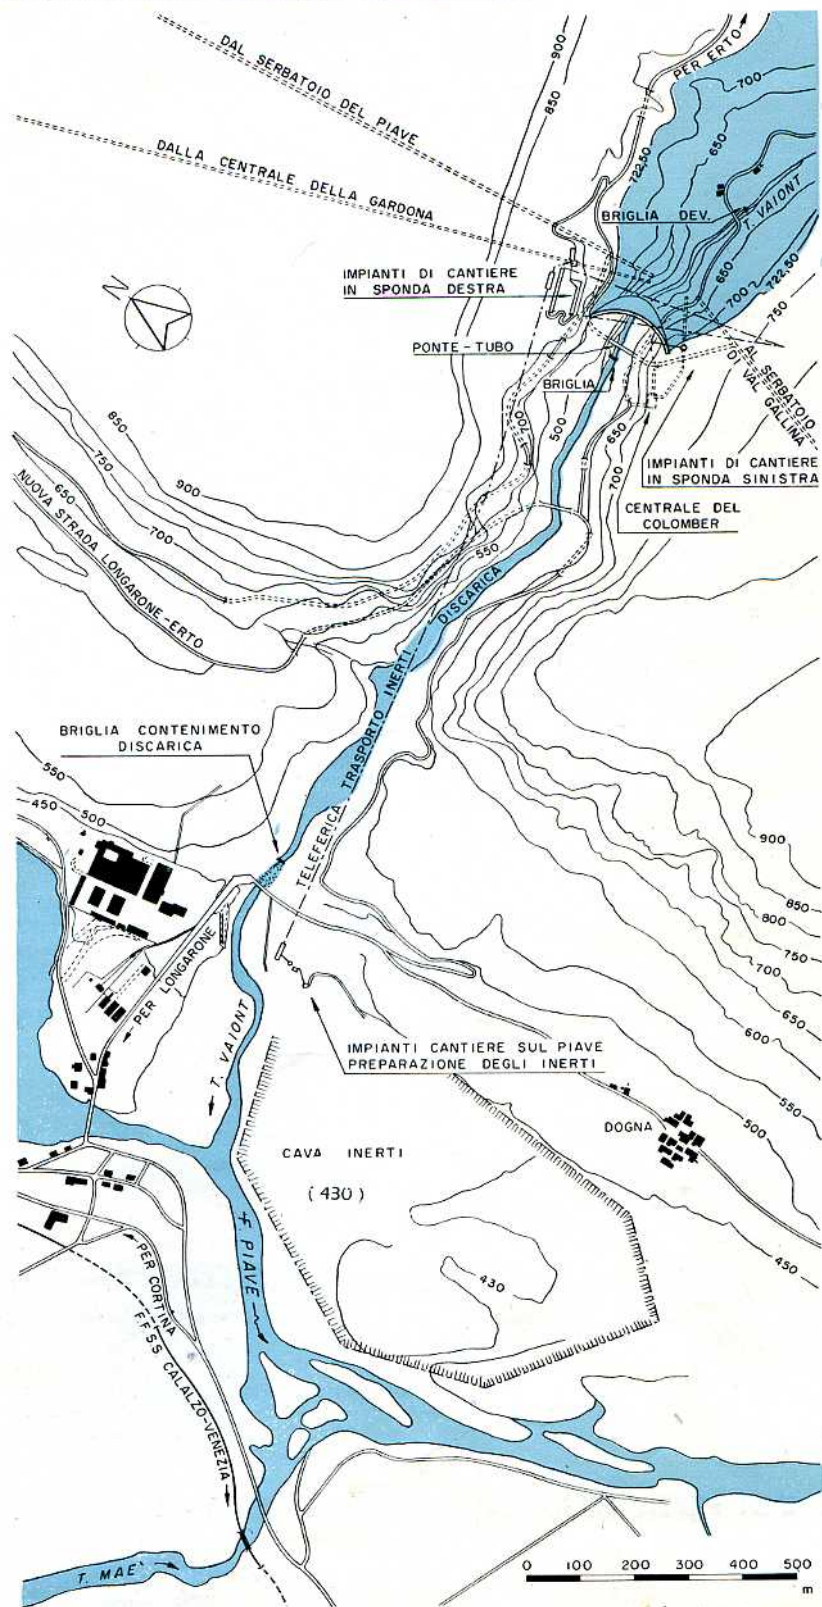 900
850
PER ERTO
DAL SERBATOIO DEL PIAVE
DALLA CENTRALE DELLA GARDONA
700
650
722,50
BRIGLIA DEV.
T. VAIONT
650
700
722,50
750
N
IMPIANTI DI CANTIERE
IN SPONDA DESTRA
PONTE-TUBO
BRIGLIA
AL SERBATOIO
DI VAL GALLINA
850
750
900
700
500
650
700
IMPIANTI DI CANTIERE
IN SPONDA SINISTRA
CENTRALE DEL
COLOMBER
650
700
550
NUOVA STRADA LONGARONE-ERTO
DISCARICA
TELEFERICA TRASPORTO INERTI
BRIGLIA CONTENIMENTO
DISCARICA
550
450
500
900
850
800
750
700
650
600
550
500
PER LONGARONE
T. VAIONT
IMPIANTI CANTIERE SUL PIAVE
PREPARAZIONE DEGLI INERTI
DOGNA
CAVA INERTI
(430)
430
450
F. PIAVE
PER CORTINA
FFSS CALALZO-VENEZIA
T. MAE'
0 100 200 300 400 500
m